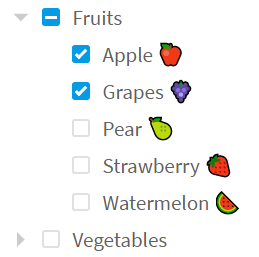 Fruits
Apple 🍎
Grapes 🍇
Pear 🍐
Strawberry 🍓
Watermelon 🍉
Vegetables